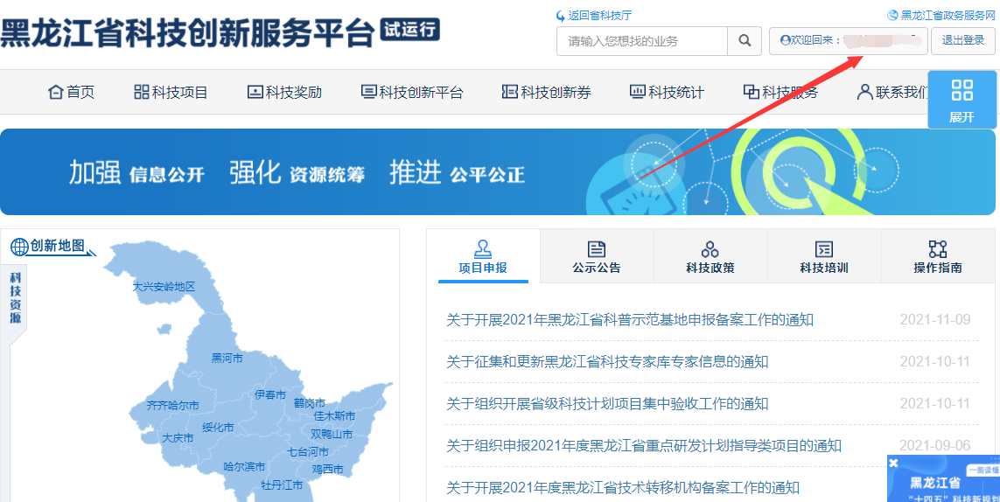 黑龙江省科技创新服务平台 试运行
返回省科技厅
黑龙江省政务服务网
请输入您想找的业务
欢迎回来:
退出登录
首页 科技项目 科技奖励 科技创新平台 科技创新券 科技统计 科技服务 联系我们
展开
加强 信息公开 强化 资源统筹 推进 公平公正
创新地图
科技资源
大兴安岭地区
黑河市
伊春市
鹤岗市
齐齐哈尔市
佳木斯市
绥化市
双鸭山市
大庆市
七台河市
哈尔滨市
鸡西市
牡丹江市
项目申报 公示公告 科技政策 科技培训 操作指南
关于开展2021年黑龙江省科普示范基地申报备案工作的通知 2021-11-09
关于征集和更新黑龙江省科技专家库专家信息的通知 2021-10-11
关于组织开展省级科技计划项目集中验收工作的通知 2021-10-11
关于组织申报2021年度黑龙江省重点研发计划指导类项目的通知 2021-09-06
关于开展2021年度黑龙江省技术转移机构备案工作的通知
一图读懂
黑龙江省
“十四五”科技新规划